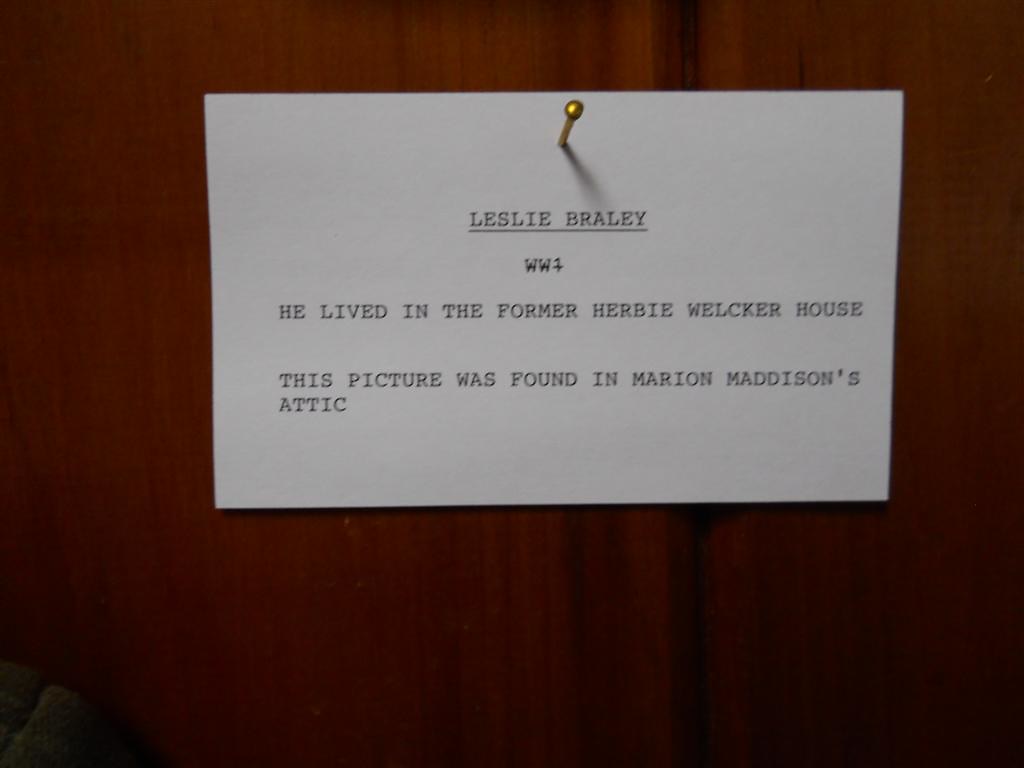 LESLIE BRALEY
WW1
HE LIVED IN THE FORMER HERBIE WELCKER HOUSE
THIS PICTURE WAS FOUND IN MARION MADDISON'S
ATTIC